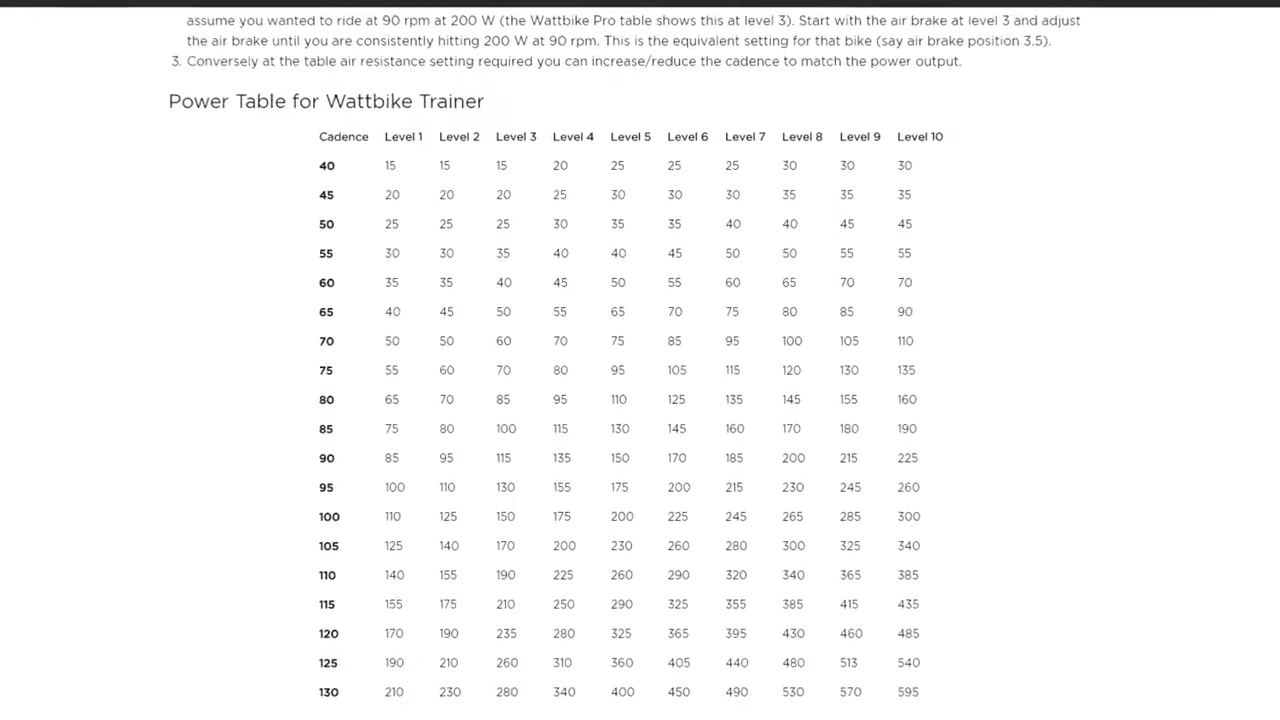 assume you wanted to ride at 90 rpm at 200 W (the Wattbike Pro table shows this at level 3). Start with the air brake at level 3 and adjust
the air brake until you are consistently hitting 200 W at 90 rpm. This is the equivalent setting for that bike (say air brake position 3.5).
3. Conversely at the table air resistance setting required you can increase/reduce the cadence to match the power output.
Power Table for Wattbike Trainer
Cadence Level 1 Level 2 Level 3 Level 4 Level 5 Level 6 Level 7 Level 8 Level 9 Level 10
40 15 15 15 20 25 25 25 30 30 30
45 20 20 20 25 30 30 30 35 35 35
50 25 25 25 30 35 35 40 40 45 45
55 30 30 35 40 40 45 50 50 55 55
60 35 35 40 45 50 55 60 65 70 70
65 40 45 50 55 65 70 75 80 85 90
70 50 50 60 70 75 85 95 100 105 110
75 55 60 70 80 95 105 115 120 130 135
80 65 70 85 95 110 125 135 145 155 160
85 75 80 100 115 130 145 160 170 180 190
90 85 95 115 135 150 170 185 200 215 225
95 100 110 130 155 175 200 215 230 245 260
100 110 125 150 175 200 225 245 265 285 300
105 125 140 170 200 230 260 280 300 325 340
110 140 155 190 225 260 290 320 340 365 385
115 155 175 210 250 290 325 355 385 415 435
120 170 190 235 280 325 365 395 430 460 485
125 190 210 260 310 360 405 440 480 513 540
130 210 230 280 340 400 450 490 530 570 595